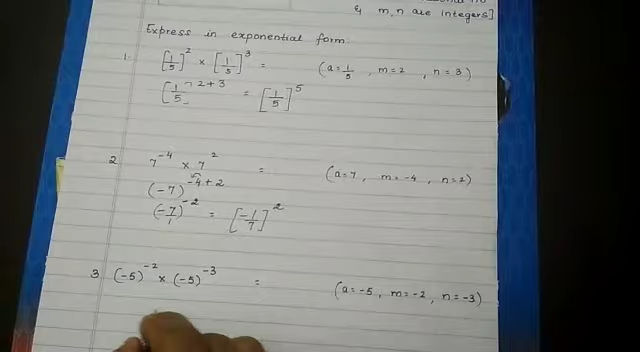 & m, n are integers]
Express in exponential form.
1. [1/5]² × [1/5]³ = (a = 1/5, m = 2, n = 3)
[1/5]²⁺³ = [1/5]⁵
2. 7⁻⁴ × 7² = (a = 7, m = -4, n = 2)
(-7)⁻⁴⁺²
(-7/1)⁻² = [-1/7]²
3. (-5)⁻² × (-5)⁻³ = (a = -5, m = -2, n = -3)